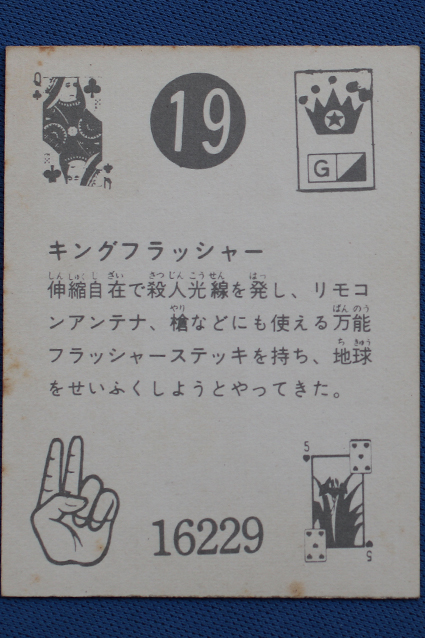 Q
19
G
キングフラッシャー
伸縮自在で殺人光線を発し、リモコ
ンアンテナ、槍などにも使える万能
フラッシャーステッキを持ち、地球
をせいふくしようとやってきた。
5
16229
5